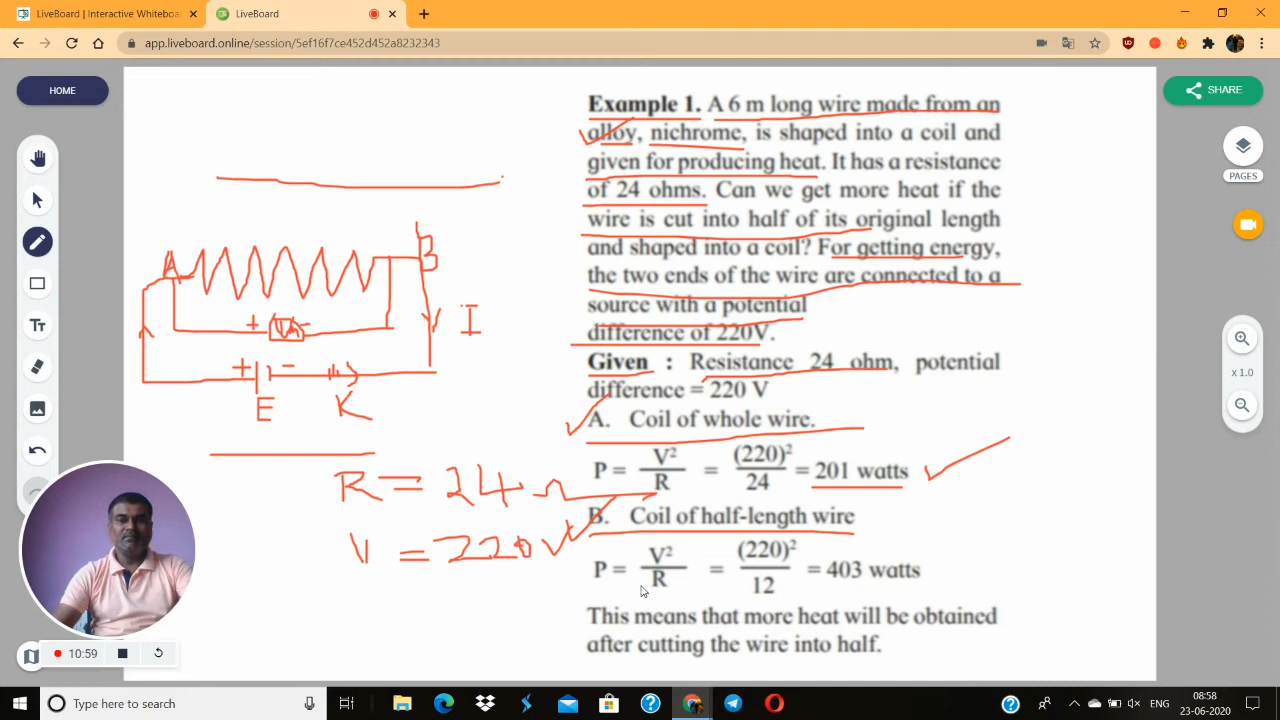 LiveBoard | Interactive Whiteboa
LiveBoard
app.liveboard.online/session/5ef16f7ce452d452a8232343
HOME
SHARE
PAGES
x 1.0
Example 1. A 6 m long wire made from an
alloy, nichrome, is shaped into a coil and
given for producing heat. It has a resistance
of 24 ohms. Can we get more heat if the
wire is cut into half of its original length
and shaped into a coil? For getting energy,
the two ends of the wire are connected to a
source with a potential
difference of 220V.
Given : Resistance 24 ohm, potential
difference = 220 V
A. Coil of whole wire.
P = V²/R = (220)²/24 = 201 watts
B. Coil of half-length wire
P = V²/R = (220)²/12 = 403 watts
This means that more heat will be obtained
after cutting the wire into half.
A
B
I
+ -
+ -
E K
R = 24 Ω
V = 220V
Tт
10:59
Type here to search
ENG
08:58
23-06-2020